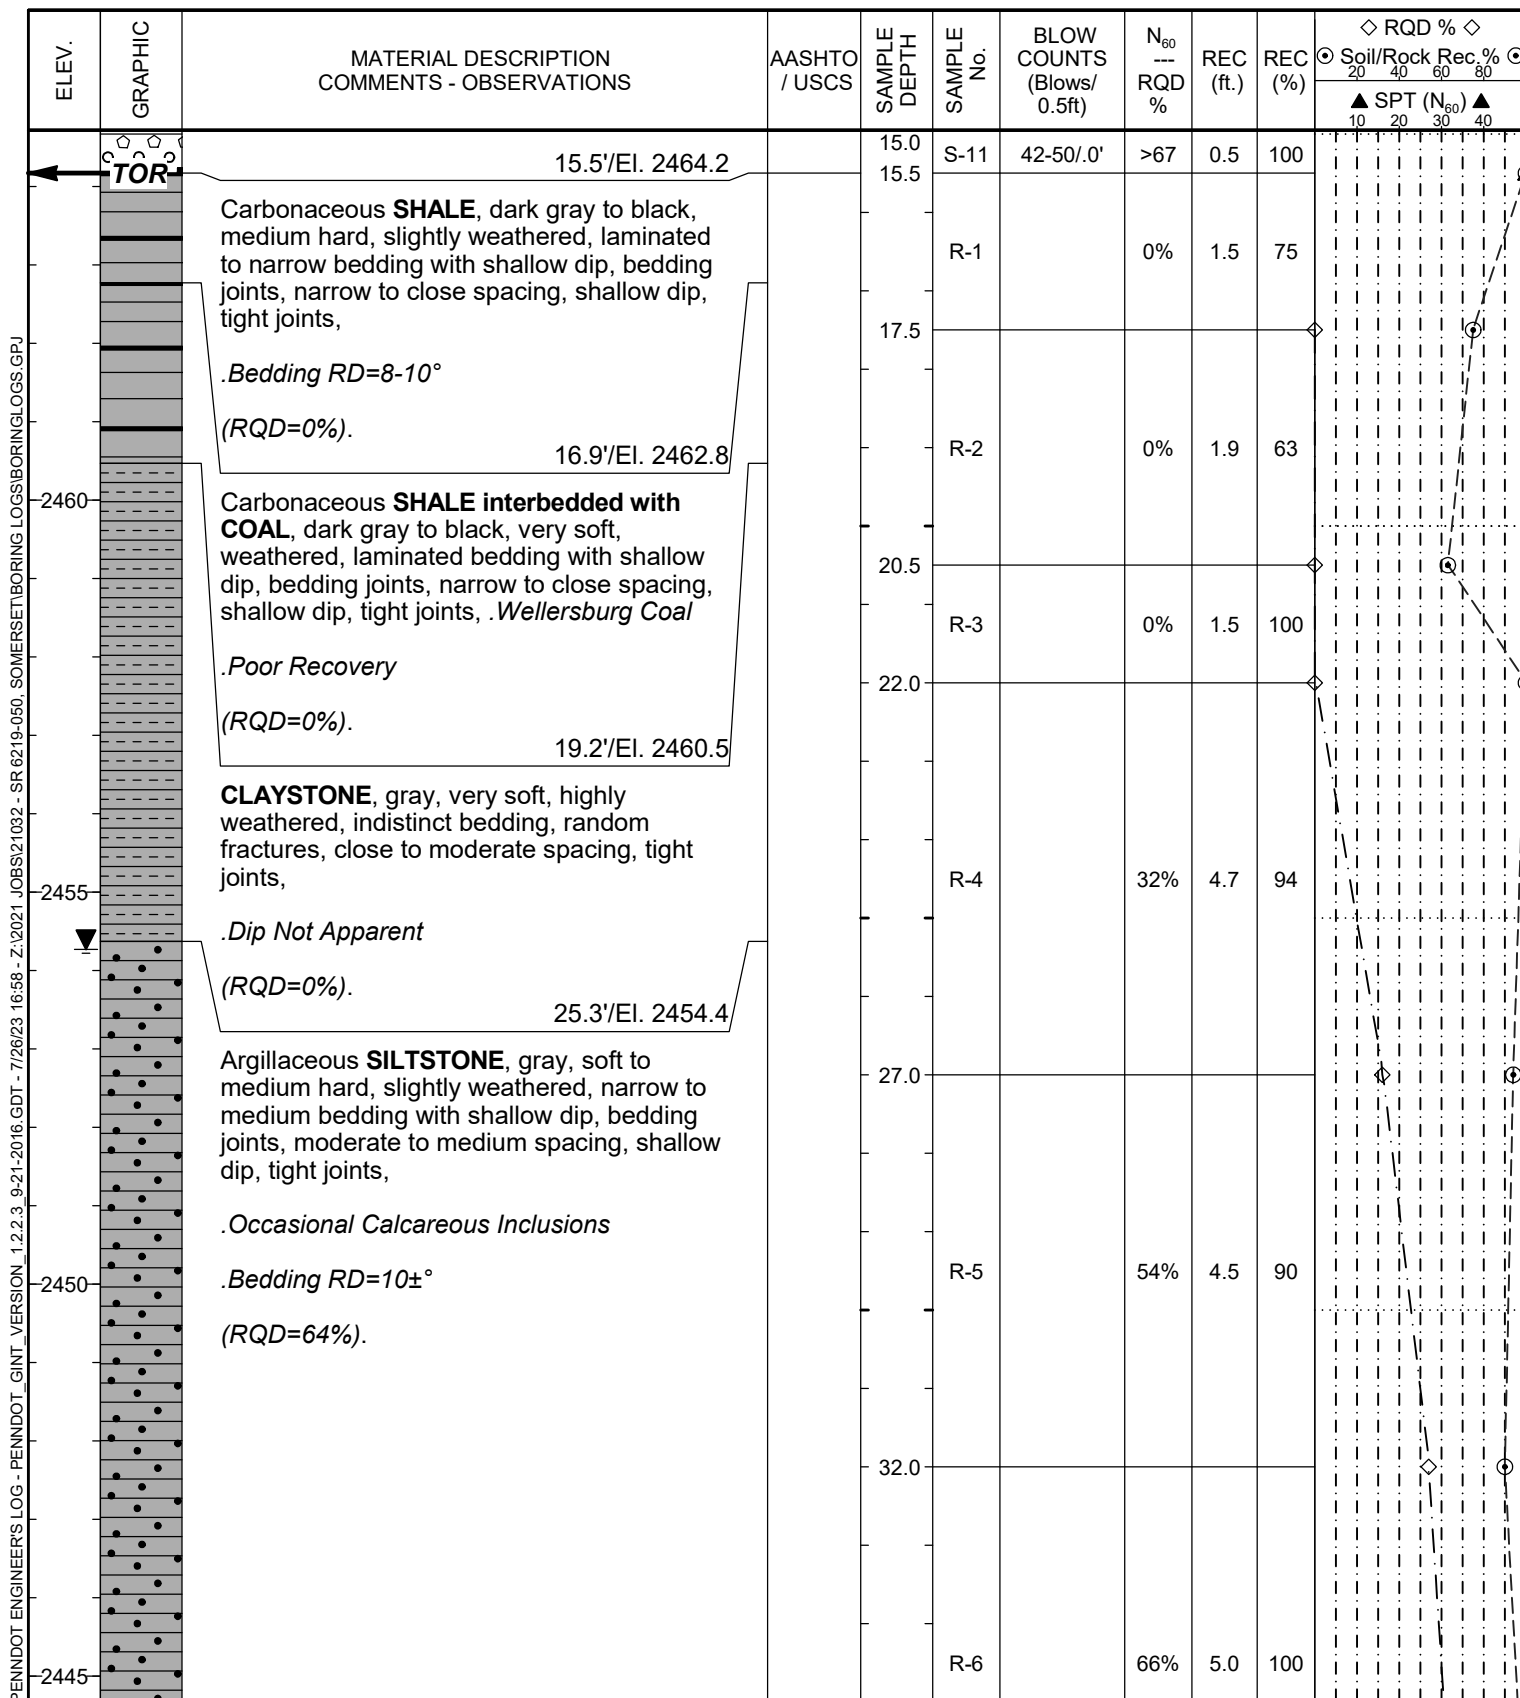 ELEV.
GRAPHIC
MATERIAL DESCRIPTION
COMMENTS - OBSERVATIONS
AASHTO
/ USCS
SAMPLE
DEPTH
SAMPLE
No.
BLOW
COUNTS
(Blows/
0.5ft)
N60
---
RQD
%
REC
(ft.)
REC
(%)
◇ RQD % ◇
Soil/Rock Rec.%
20 40 60 80
▲ SPT (N60) ▲
10 20 30 40
TOR
15.5'/El. 2464.2
15.0
15.5
S-11 42-50/.0' >67 0.5 100
Carbonaceous SHALE, dark gray to black,
medium hard, slightly weathered, laminated
to narrow bedding with shallow dip, bedding
joints, narrow to close spacing, shallow dip,
tight joints,
.Bedding RD=8-10°
(RQD=0%).
16.9'/El. 2462.8
R-1 0% 1.5 75
17.5
R-2 0% 1.9 63
2460
Carbonaceous SHALE interbedded with
COAL, dark gray to black, very soft,
weathered, laminated bedding with shallow
dip, bedding joints, narrow to close spacing,
shallow dip, tight joints, .Wellersburg Coal
.Poor Recovery
(RQD=0%).
19.2'/El. 2460.5
20.5
R-3 0% 1.5 100
22.0
CLAYSTONE, gray, very soft, highly
weathered, indistinct bedding, random
fractures, close to moderate spacing, tight
joints,
.Dip Not Apparent
(RQD=0%).
25.3'/El. 2454.4
R-4 32% 4.7 94
2455
27.0
Argillaceous SILTSTONE, gray, soft to
medium hard, slightly weathered, narrow to
medium bedding with shallow dip, bedding
joints, moderate to medium spacing, shallow
dip, tight joints,
.Occasional Calcareous Inclusions
.Bedding RD=10±°
(RQD=64%).
R-5 54% 4.5 90
2450
32.0
R-6 66% 5.0 100
2445
PENNDOT ENGINEER'S LOG - PENNDOT_GINT_VERSION_1.2.2.3_9-21-2016.GDT - 7/26/23 16:58 - Z:\2021 JOBS\21032 - SR 6219-050, SOMERSET\BORING LOGS\BORINGLOGS.GPJ